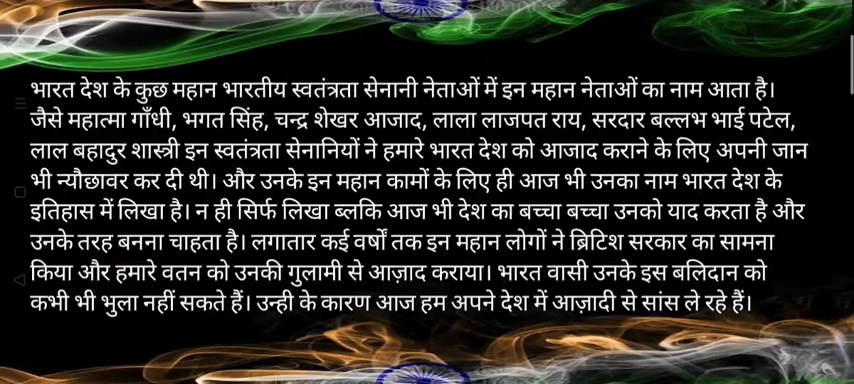 भारत देश के कुछ महान भारतीय स्वतंत्रता सेनानी नेताओं में इन महान नेताओं का नाम आता है।
जैसे महात्मा गाँधी, भगत सिंह, चन्द्र शेखर आजाद, लाला लाजपत राय, सरदार बल्लभ भाई पटेल,
लाल बहादुर शास्त्री इन स्वतंत्रता सेनानियों ने हमारे भारत देश को आजाद कराने के लिए अपनी जान
भी न्यौछावर कर दी थी। और उनके इन महान कामों के लिए ही आज भी उनका नाम भारत देश के
इतिहास में लिखा है। न ही सिर्फ लिखा ब्लकि आज भी देश का बच्चा बच्चा उनको याद करता है और
उनके तरह बनना चाहता है। लगातार कई वर्षों तक इन महान लोगों ने ब्रिटिश सरकार का सामना
किया और हमारे वतन को उनकी गुलामी से आज़ाद कराया। भारत वासी उनके इस बलिदान को
कभी भी भुला नहीं सकते हैं। उन्ही के कारण आज हम अपने देश में आज़ादी से सांस ले रहे हैं।